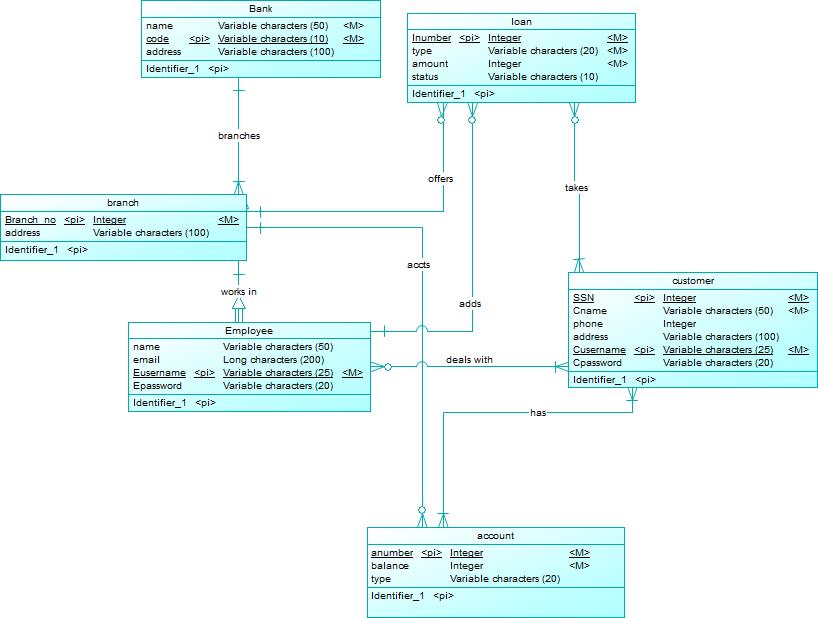 Bank
name Variable characters (50) <M>
code <pi> Variable characters (10) <M>
address Variable characters (100)
Identifier_1 <pi>
loan
lnumber <pi> Integer <M>
type Variable characters (20) <M>
amount Integer <M>
status Variable characters (10)
Identifier_1 <pi>
branches
offers
takes
branch
Branch_no <pi> Integer <M>
address Variable characters (100)
Identifier_1 <pi>
accts
works in
adds
customer
SSN <pi> Integer <M>
Cname Variable characters (50) <M>
phone Integer
address Variable characters (100)
Cusername <pi> Variable characters (25) <M>
Cpassword Variable characters (20)
Identifier_1 <pi>
Employee
name Variable characters (50)
email Long characters (200)
Eusername <pi> Variable characters (25) <M>
Epassword Variable characters (20)
Identifier_1 <pi>
deals with
has
account
anumber <pi> Integer <M>
balance Integer <M>
type Variable characters (20)
Identifier_1 <pi>